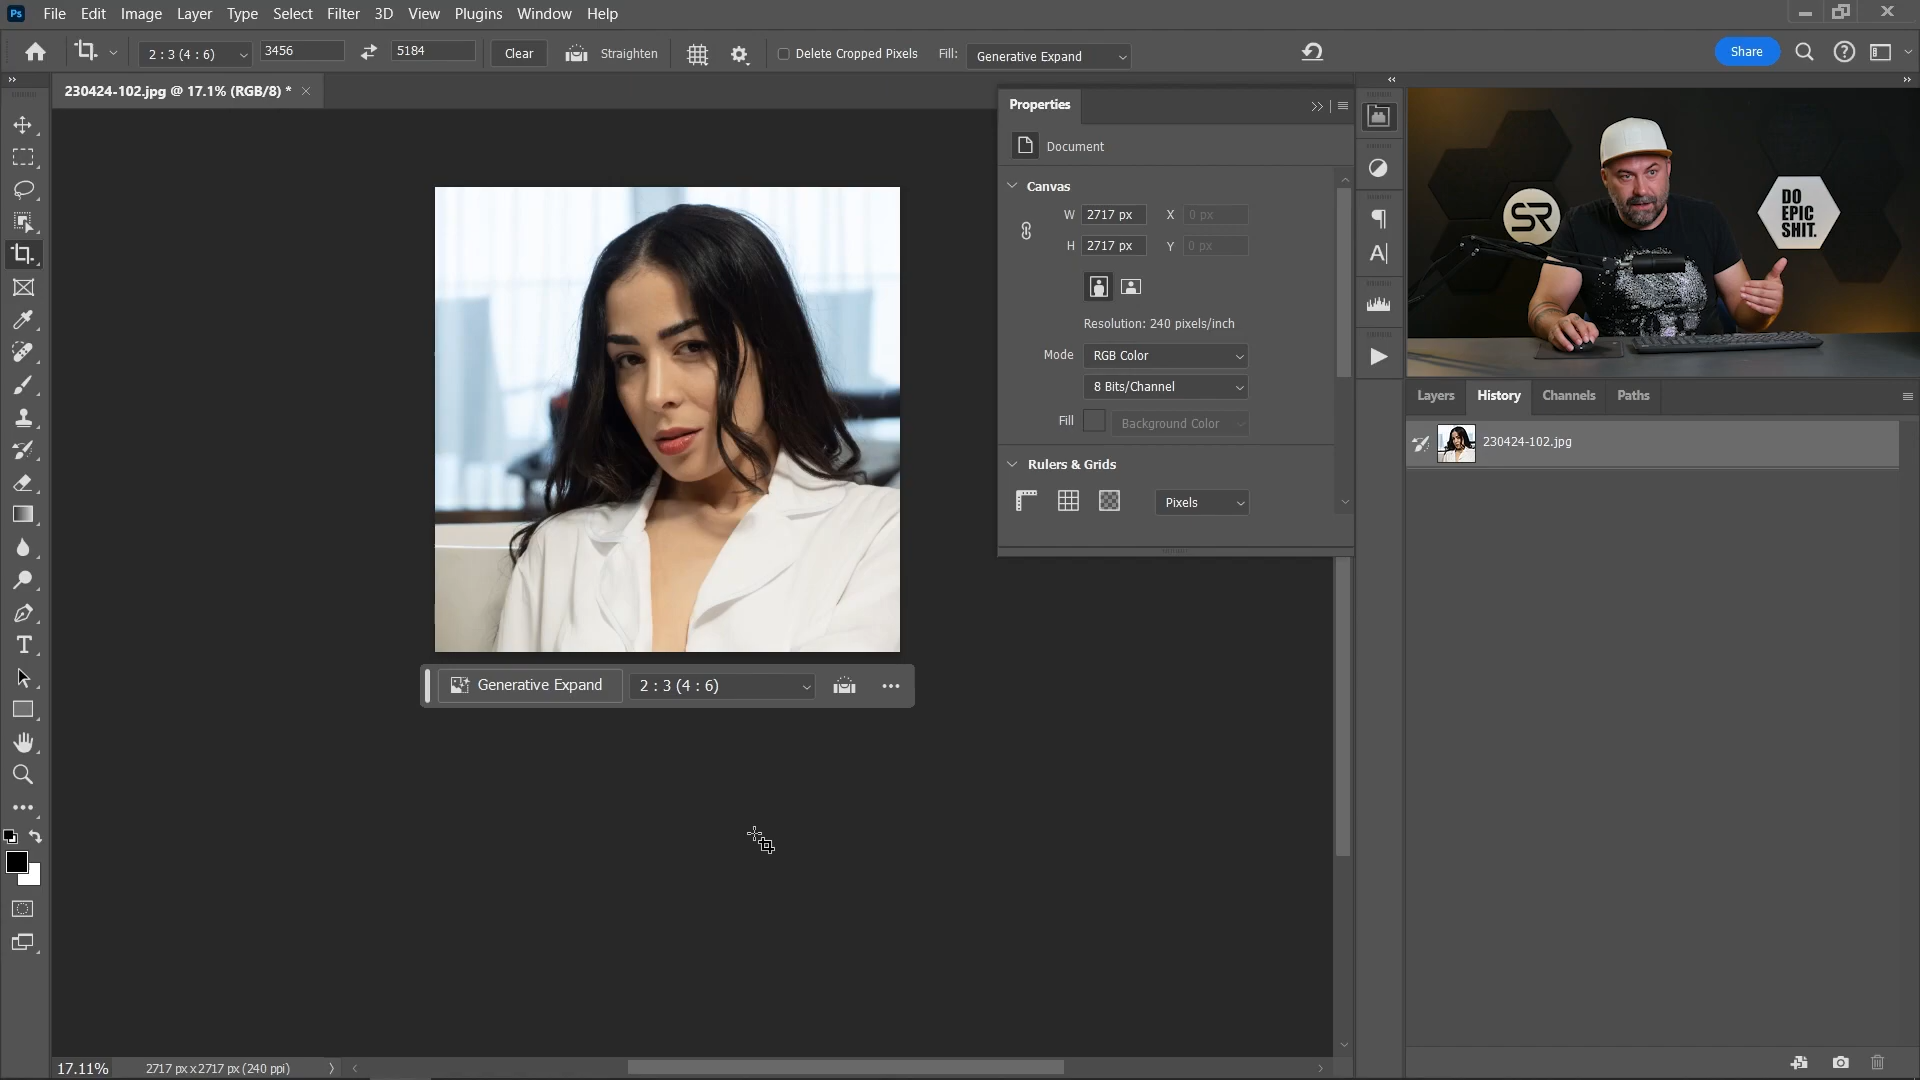 Ps File Edit Image Layer Type Select Filter 3D View Plugins Window Help
2 : 3 (4 : 6) 3456 5184 Clear Straighten Delete Cropped Pixels Fill: Generative Expand Share
230424-102.jpg @ 17.1% (RGB/8) *
Properties
Document
Canvas
W 2717 px X 0 px
H 2717 px Y 0 px
Resolution: 240 pixels/inch
Mode RGB Color
8 Bits/Channel
Fill Background Color
Rulers & Grids
Pixels
SR
DO
EPIC
SHIT.
Layers History Channels Paths
230424-102.jpg
Generative Expand 2 : 3 (4 : 6)
17.11% 2717 px x 2717 px (240 ppi)